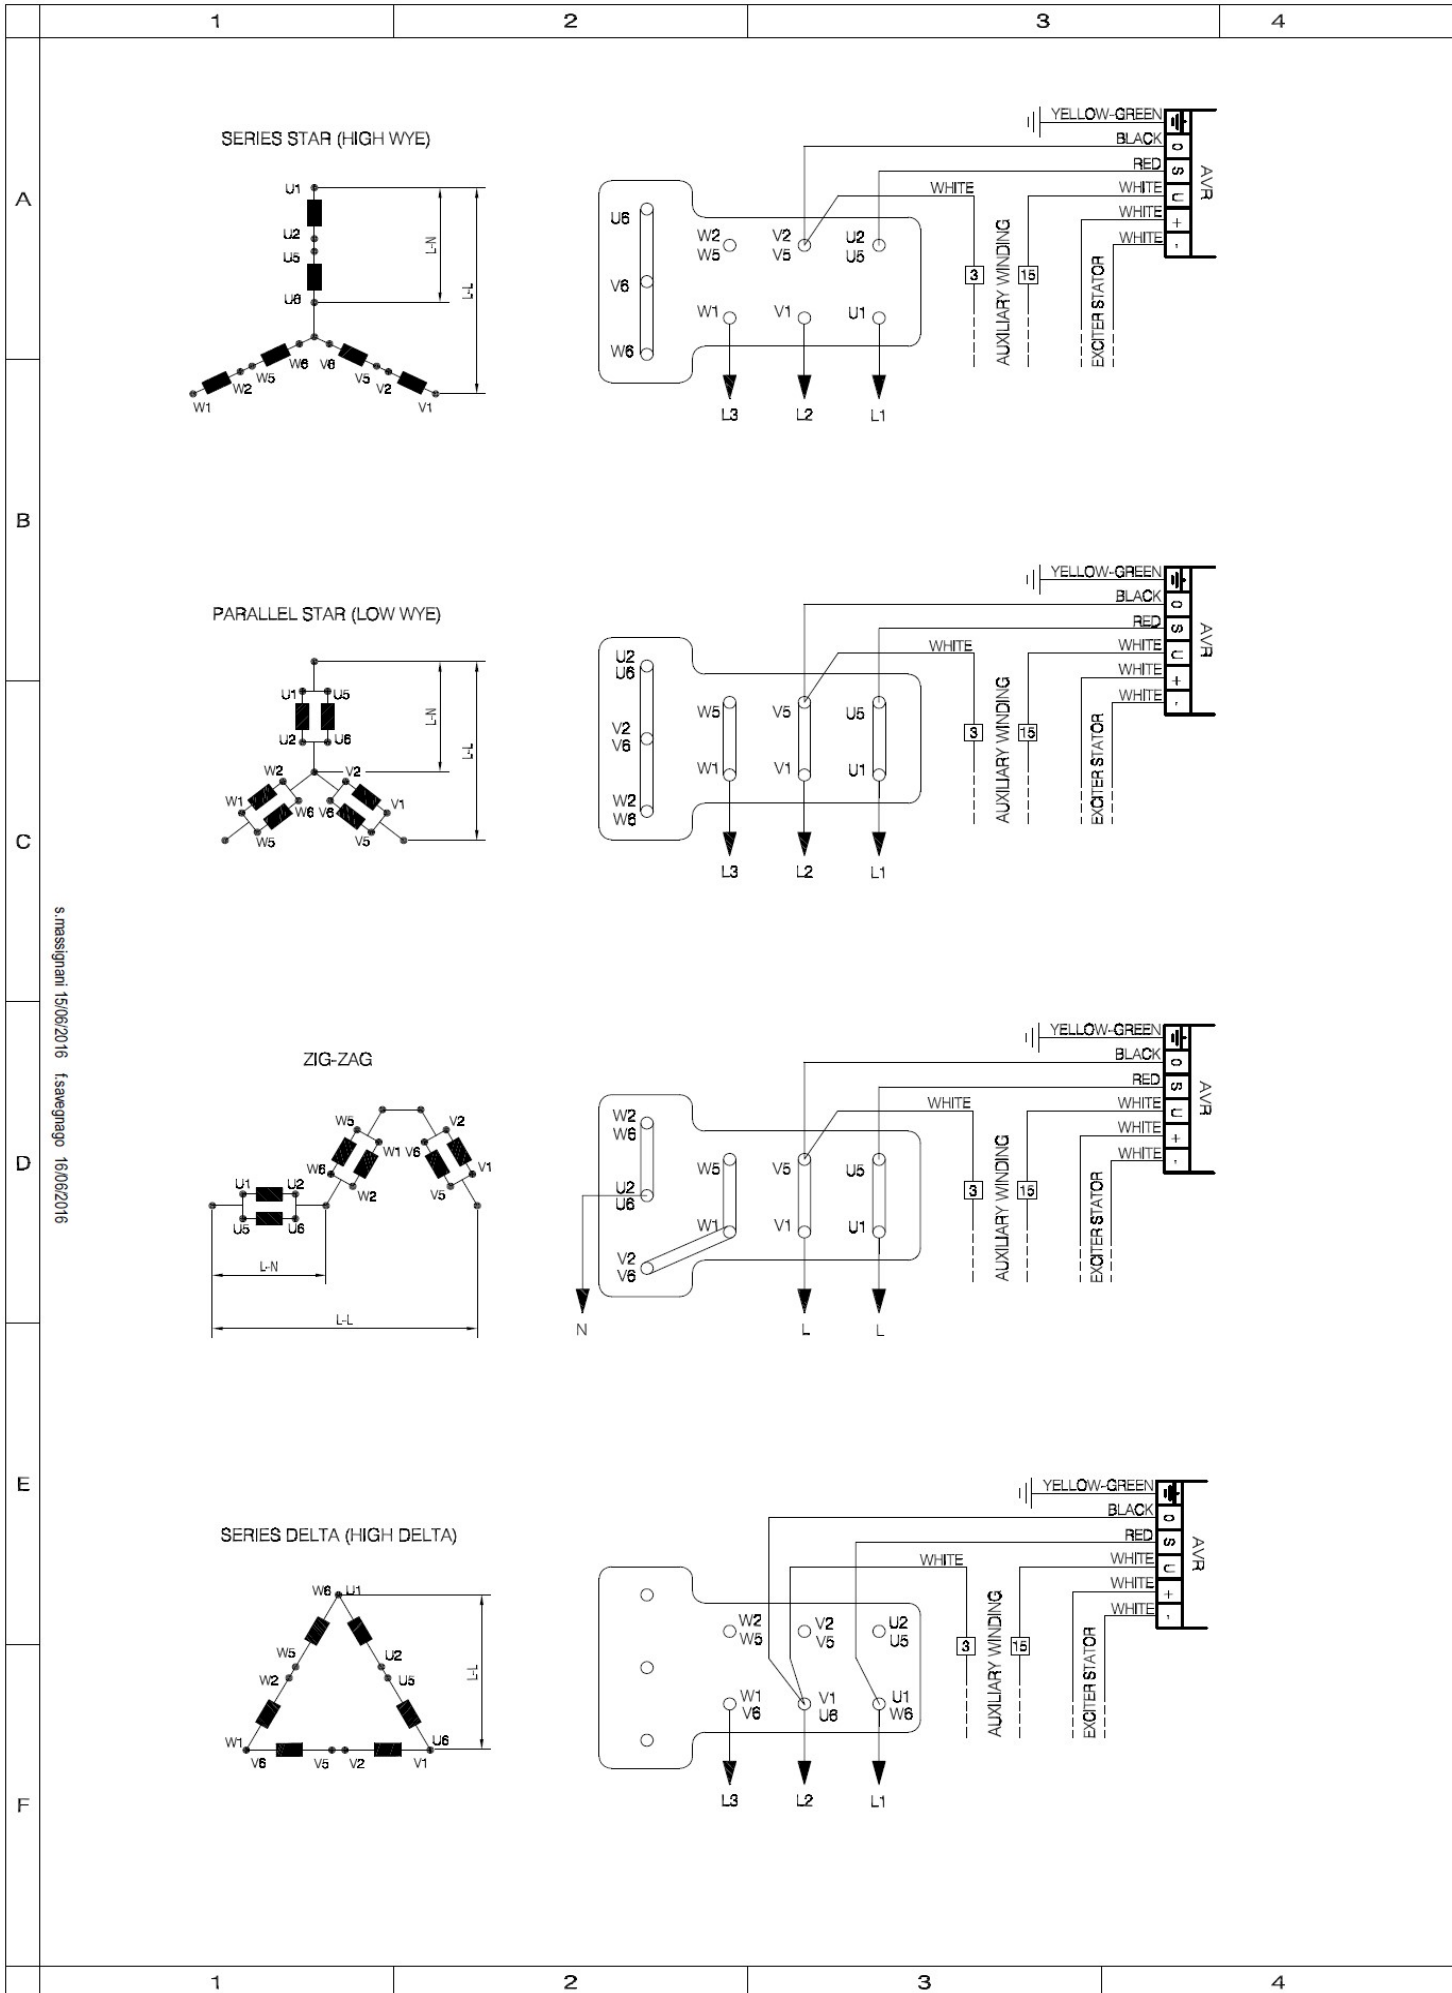 1 2 3 4
A
B
C
D
E
F
s.massignani 15/06/2016 f.savegnago 16/06/2016
SERIES STAR (HIGH WYE)
U1
U2
U5
U6
W6 V6
W5 V5
W2 V2
W1 V1
L-N
L-L
U6
V6
W6
W2 V2 U2
W5 V5 U5
W1 V1 U1
L3 L2 L1
YELLOW-GREEN
BLACK
RED
WHITE WHITE
WHITE
WHITE
0
S
U
+
-
AVR
3
AUXILIARY WINDING
15
EXCITER STATOR
PARALLEL STAR (LOW WYE)
U1 U5
U2 U6
W2 V2
W1 W6 V6 V1
W5 V5
L-N
L-L
U2
U6
V2
V6
W2
W6
W5 V5 U5
W1 V1 U1
L3 L2 L1
YELLOW-GREEN
BLACK
RED
WHITE WHITE
WHITE
WHITE
0
S
U
+
-
AVR
3
AUXILIARY WINDING
15
EXCITER STATOR
ZIG-ZAG
W5 V2
W1 V6
W6 V1
U1 U2 W2 V5
U5 U6
L-N
L-L
W2
W6
U2
U6
V2
V6
W5 V5 U5
W1 V1 U1
N L L
YELLOW-GREEN
BLACK
RED
WHITE WHITE
WHITE
WHITE
0
S
U
+
-
AVR
3
AUXILIARY WINDING
15
EXCITER STATOR
SERIES DELTA (HIGH DELTA)
W6 U1
W5 U2
W2 U5
W1 U6
V6 V5 V2 V1
L-L
W2 V2 U2
W5 V5 U5
W1 V1 U1
V6 U6 W6
L3 L2 L1
YELLOW-GREEN
BLACK
RED
WHITE WHITE
WHITE
WHITE
0
S
U
+
-
AVR
3
AUXILIARY WINDING
15
EXCITER STATOR
1 2 3 4